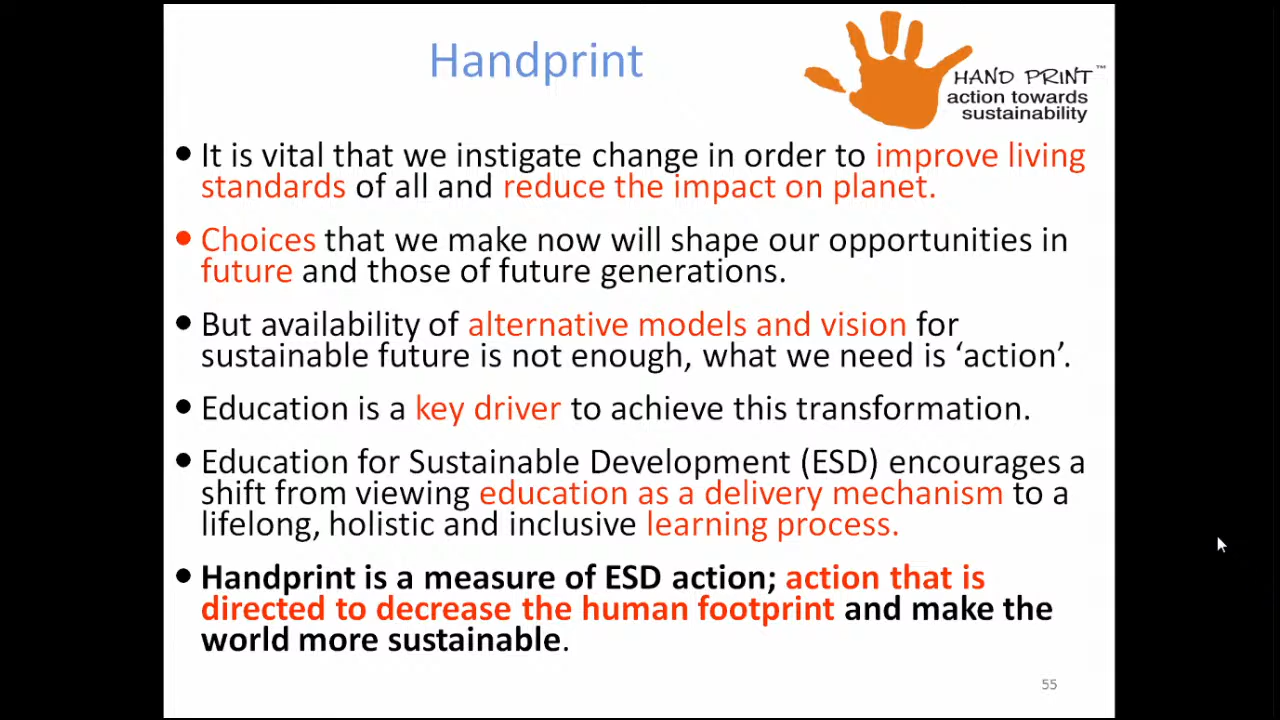 Handprint
HAND PRINT™
action towards
sustainability
• It is vital that we instigate change in order to improve living
standards of all and reduce the impact on planet.
• Choices that we make now will shape our opportunities in
future and those of future generations.
• But availability of alternative models and vision for
sustainable future is not enough, what we need is ‘action’.
• Education is a key driver to achieve this transformation.
• Education for Sustainable Development (ESD) encourages a
shift from viewing education as a delivery mechanism to a
lifelong, holistic and inclusive learning process.
• Handprint is a measure of ESD action; action that is
directed to decrease the human footprint and make the
world more sustainable.
55